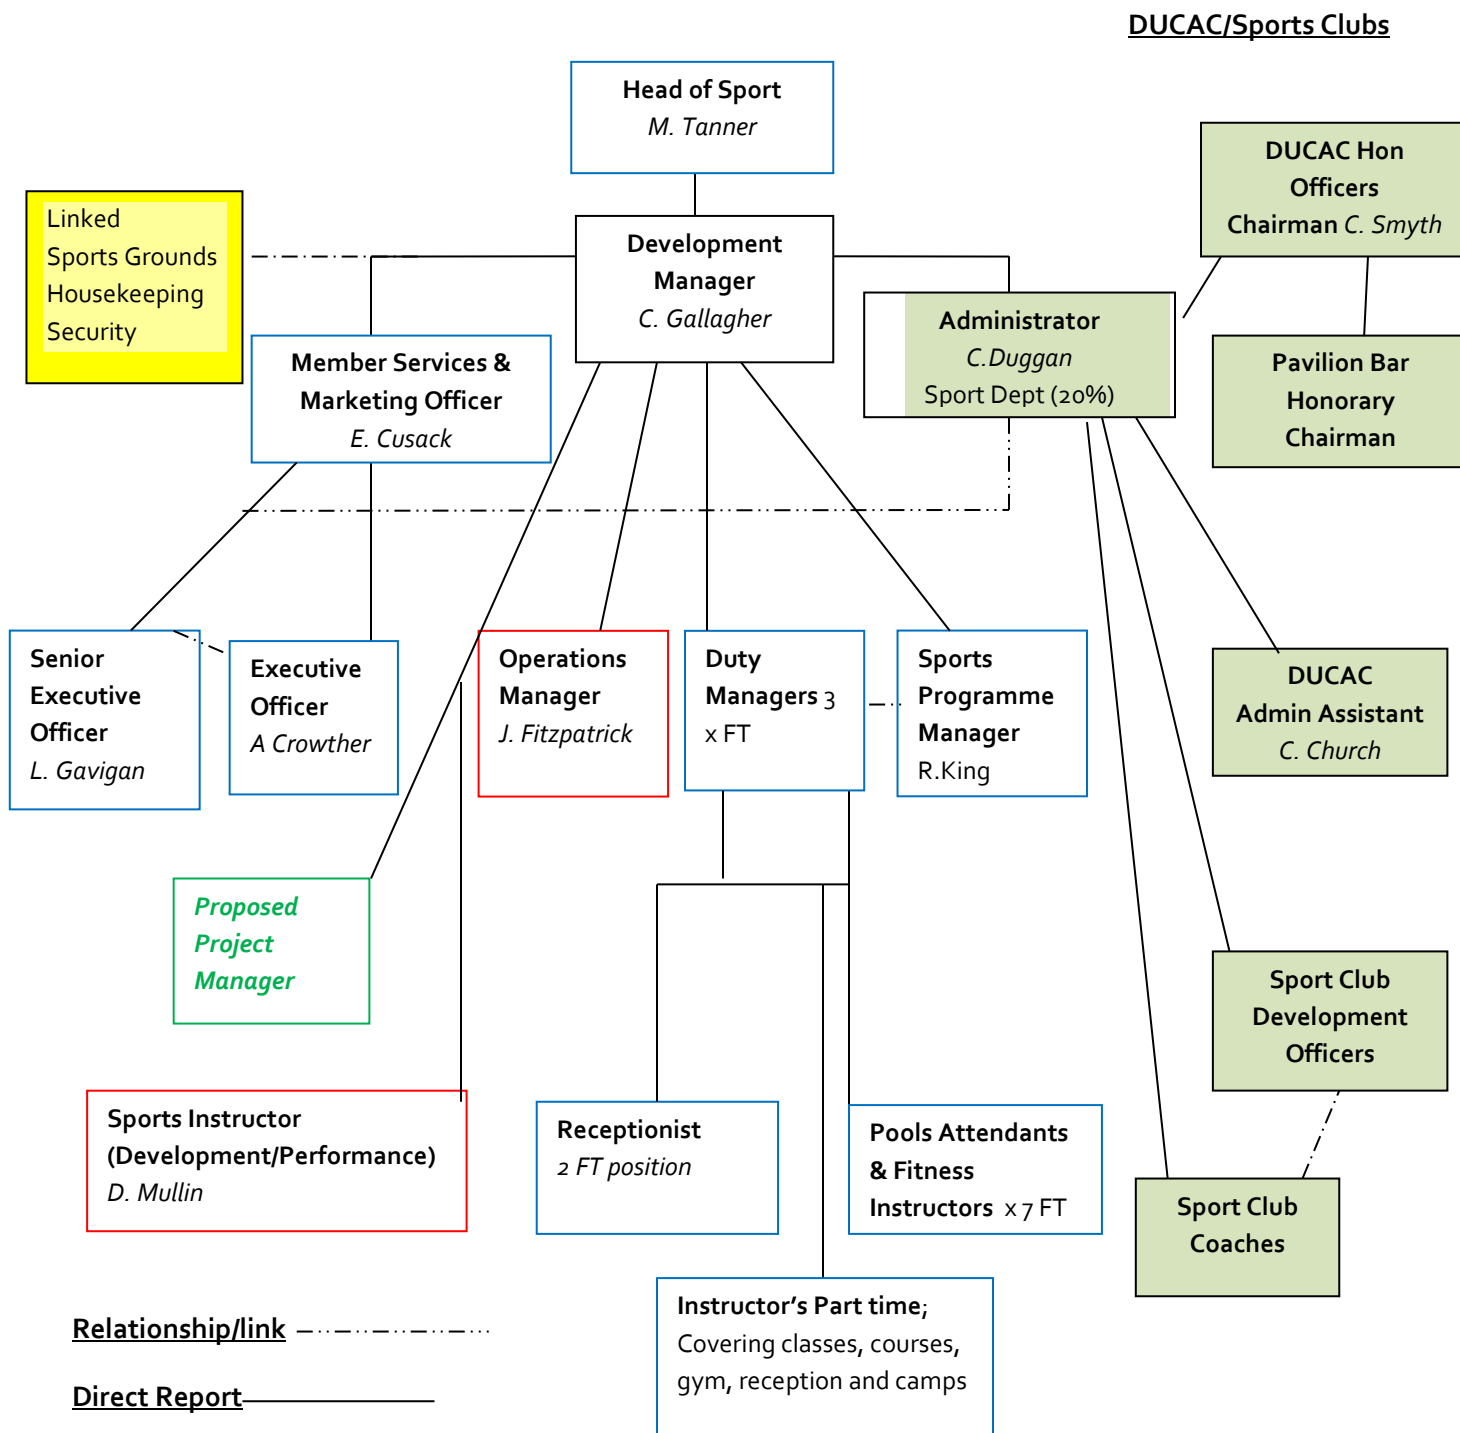 DUCAC/Sports Clubs
Head of Sport
M. Tanner
DUCAC Hon
Officers
Chairman C. Smyth
Linked
Sports Grounds
Housekeeping
Security
Development
Manager
C. Gallagher
Administrator
C.Duggan
Sport Dept (20%)
Member Services &
Marketing Officer
E. Cusack
Pavilion Bar
Honorary
Chairman
Senior
Executive
Officer
L. Gavigan
Executive
Officer
A Crowther
Operations
Manager
J. Fitzpatrick
Duty
Managers 3
x FT
Sports
Programme
Manager
R.King
DUCAC
Admin Assistant
C. Church
Proposed
Project
Manager
Sport Club
Development
Officers
Sports Instructor
(Development/Performance)
D. Mullin
Receptionist
2 FT position
Pools Attendants
& Fitness
Instructors x 7 FT
Sport Club
Coaches
Instructor’s Part time;
Covering classes, courses,
gym, reception and camps
Relationship/link
Direct Report